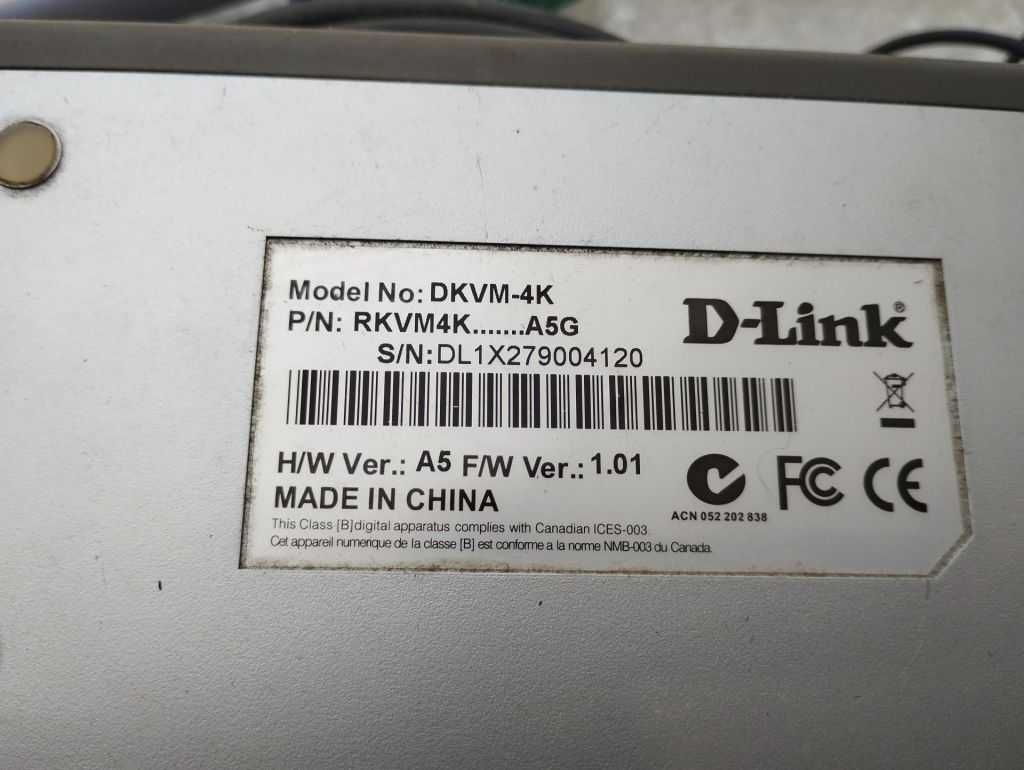 Model No: DKVM-4K
P/N: RKVM4K.......A5G
S/N:DL1X279004120
D-Link®
H/W Ver.: A5 F/W Ver.: 1.01
MADE IN CHINA
ACN 052 202 838
FC CE
This Class [B]digital apparatus complies with Canadian ICES-003
Cet appareil numerique de la classe [B] est conforme a la norme NMB-003 du Canada.